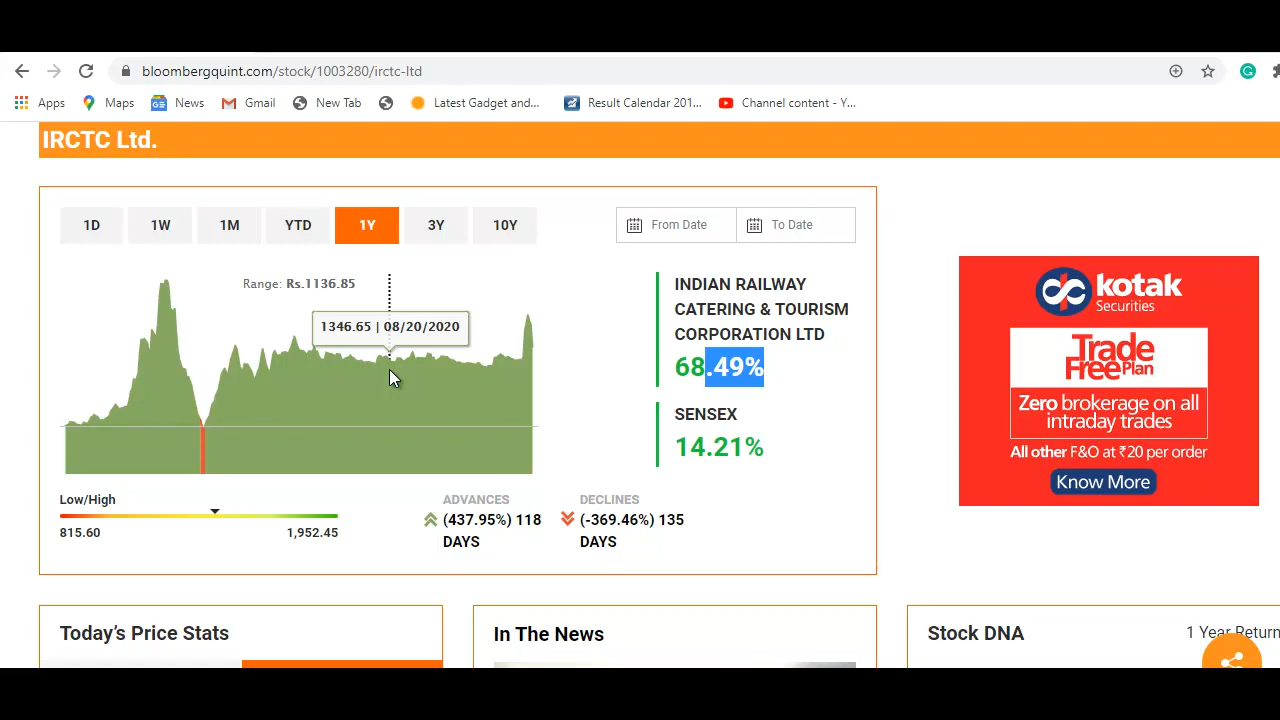 bloombergquint.com/stock/1003280/irctc-ltd
Apps Maps News Gmail New Tab Latest Gadget and... Result Calendar 201... Channel content - Y...
IRCTC Ltd.
1D 1W 1M YTD 1Y 3Y 10Y
From Date To Date
Range: Rs.1136.85
1346.65 | 08/20/2020
INDIAN RAILWAY
CATERING & TOURISM
CORPORATION LTD
68.49%
SENSEX
14.21%
Low/High
815.60 1,952.45
ADVANCES
(437.95%) 118
DAYS
DECLINES
(-369.46%) 135
DAYS
kotak
Securities
Trade
Free Plan
Zero brokerage on all
intraday trades
All other F&O at ₹20 per order
Know More
Today's Price Stats
In The News
Stock DNA
1 Year Return